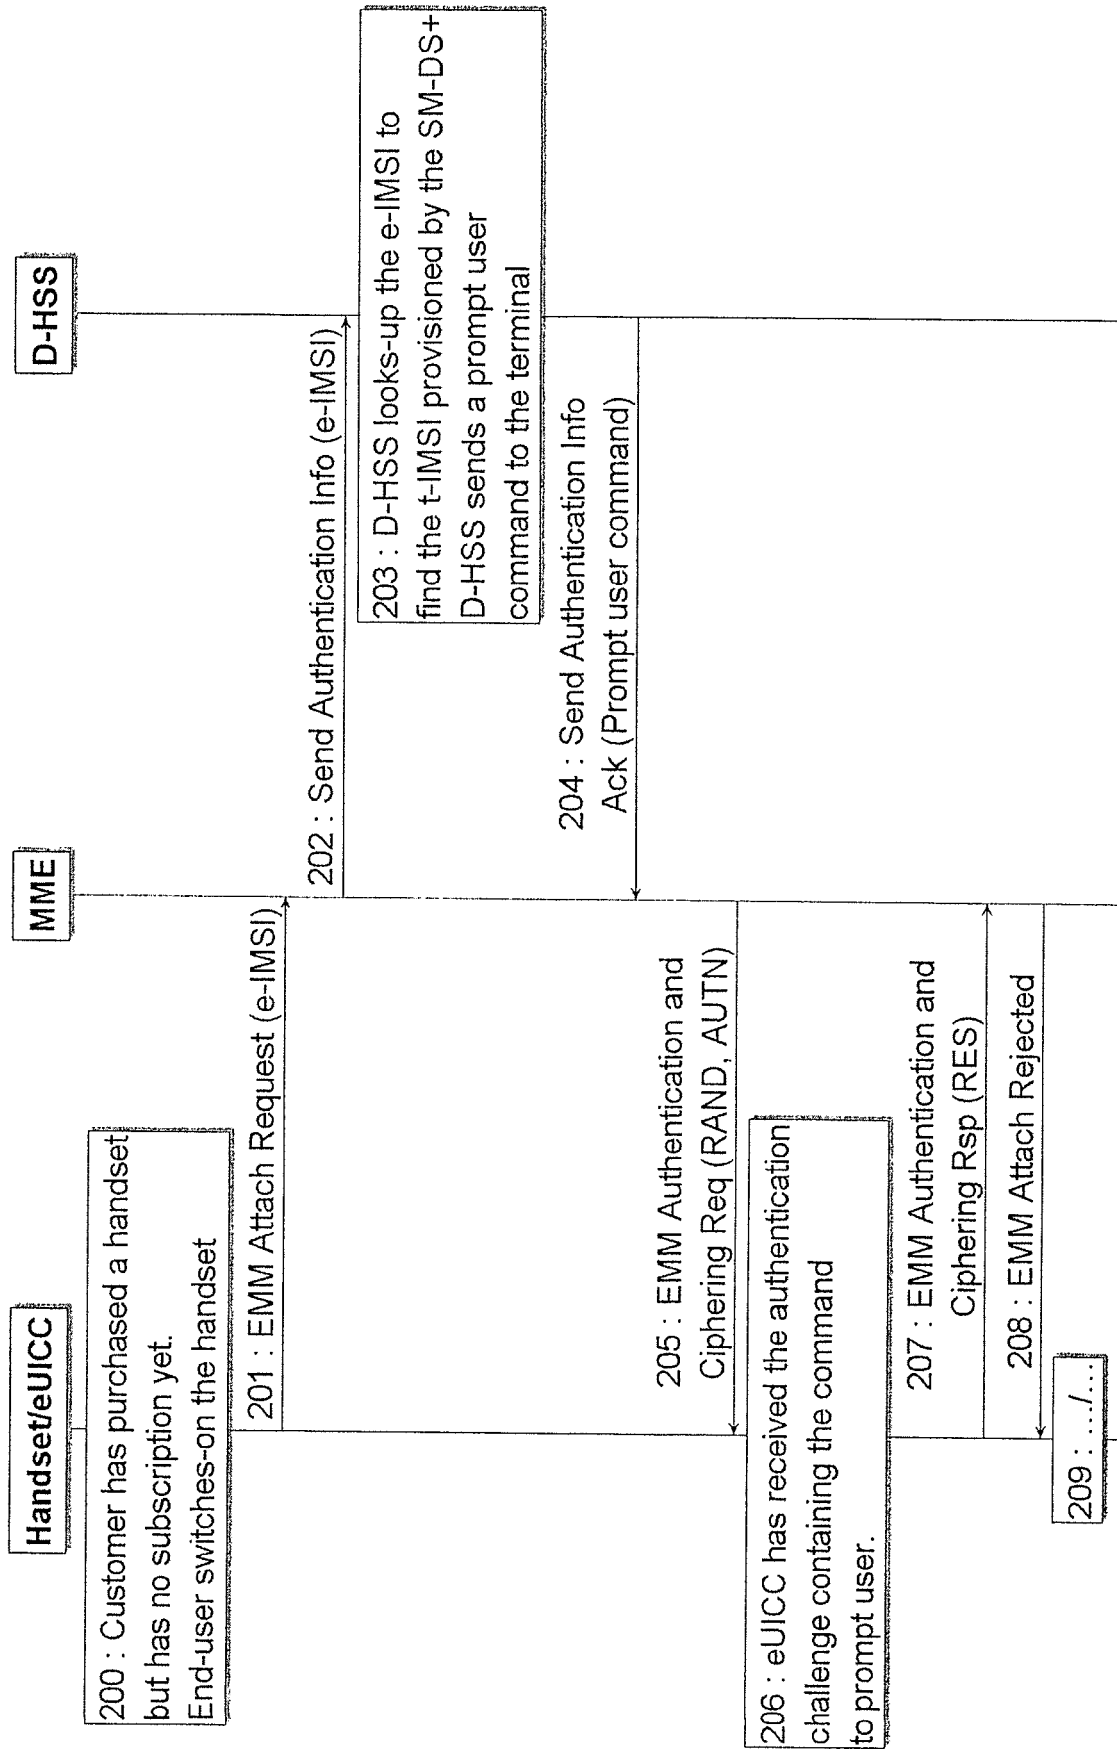 Handset/eUICC
MME
D-HSS
200 : Customer has purchased a handset
but has no subscription yet.
End-user switches-on the handset
201 : EMM Attach Request (e-IMSI)
202 : Send Authentication Info (e-IMSI)
203 : D-HSS looks-up the e-IMSI to
find the t-IMSI provisioned by the SM-DS+
D-HSS sends a prompt user
command to the terminal
204 : Send Authentication Info
Ack (Prompt user command)
205 : EMM Authentication and
Ciphering Req (RAND, AUTN)
206 : eUICC has received the authentication
challenge containing the command
to prompt user.
207 : EMM Authentication and
Ciphering Rsp (RES)
208 : EMM Attach Rejected
209 : .../...